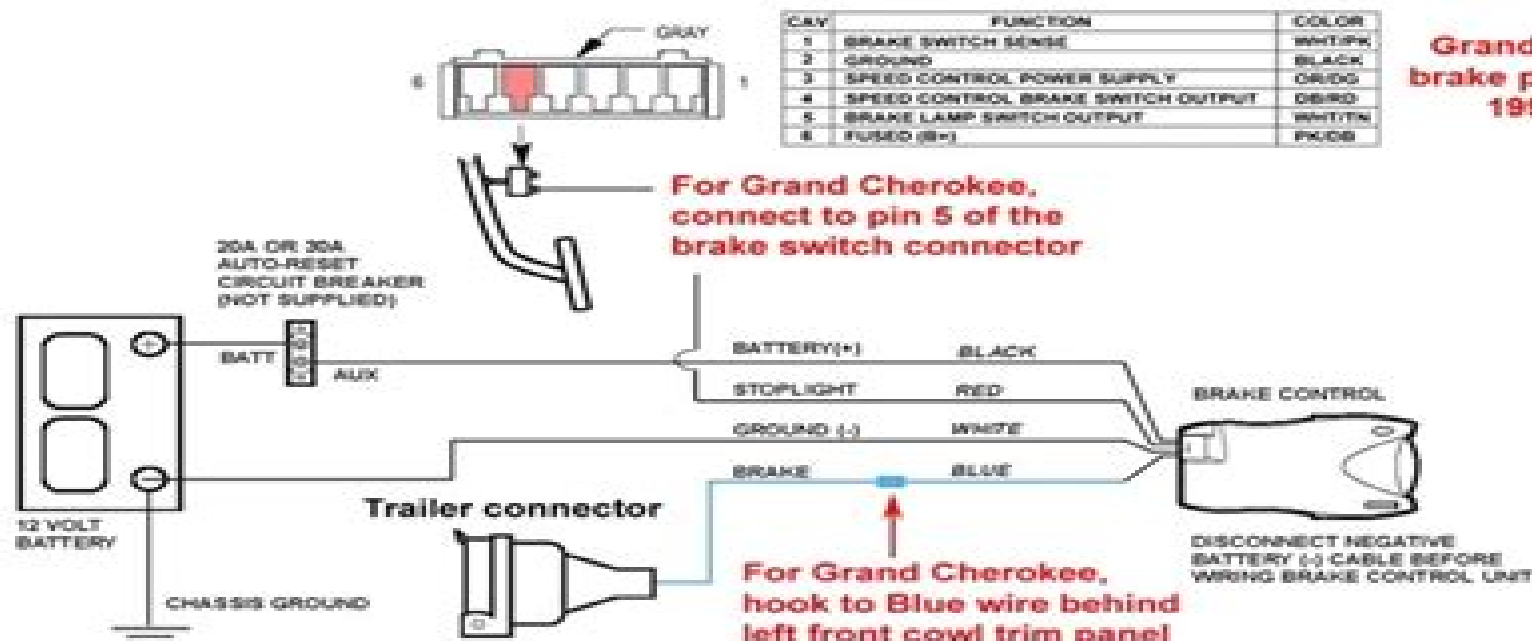 GRAY
6
1
CAV FUNCTION COLOR
1 BRAKE SWITCH SENSE WHT/PK
2 GROUND BLACK
3 SPEED CONTROL POWER SUPPLY OR/DG
4 SPEED CONTROL BRAKE SWITCH OUTPUT DB/RD
5 BRAKE LAMP SWITCH OUTPUT WHT/TN
6 FUSED (B+) PK/DB
Grand
brake p
199
For Grand Cherokee,
connect to pin 5 of the
brake switch connector
20A OR 30A
AUTO-RESET
CIRCUIT BREAKER
(NOT SUPPLIED)
BATT
AUX
BATTERY(+) BLACK
STOPLIGHT RED
GROUND (-) WHITE
BRAKE BLUE
BRAKE CONTROL
12 VOLT
BATTERY
Trailer connector
CHASSIS GROUND
For Grand Cherokee,
hook to Blue wire behind
left front cowl trim panel
DISCONNECT NEGATIVE
BATTERY (-) CABLE BEFORE
WIRING BRAKE CONTROL UNIT